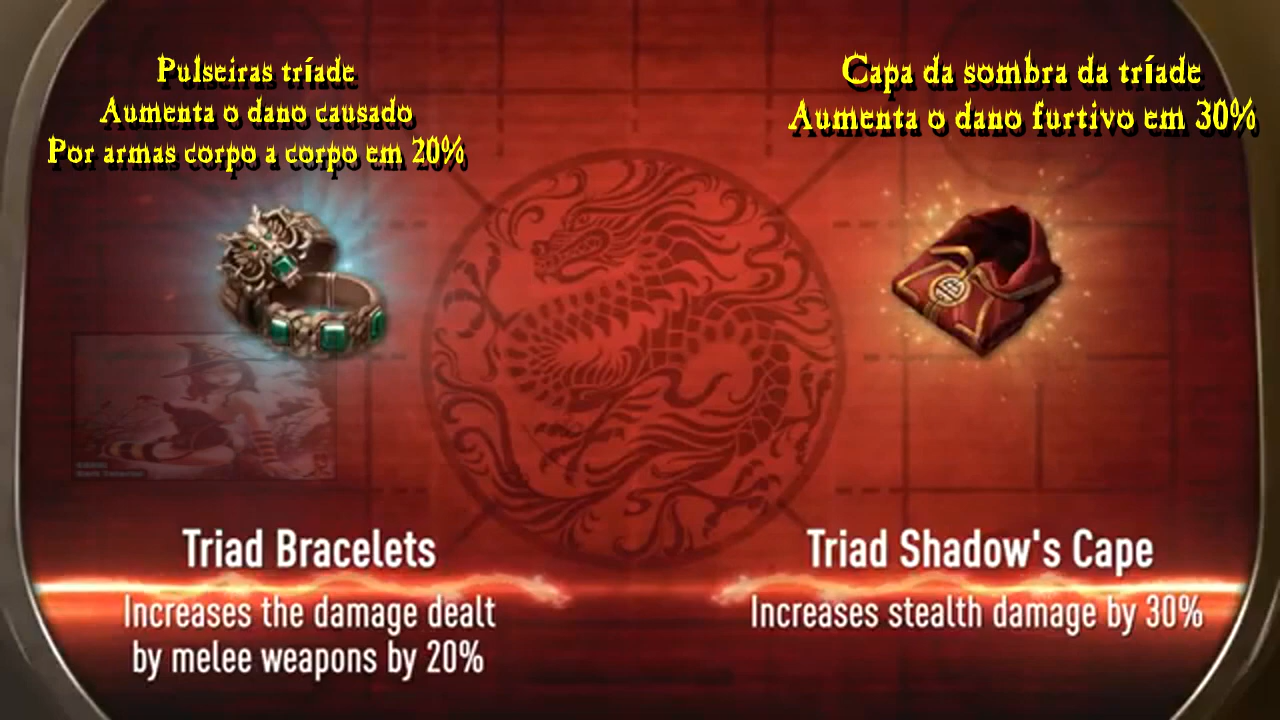 Pulseiras tríade
Aumenta o dano causado
Por armas corpo a corpo em 20%
Capa da sombra da tríade
Aumenta o dano furtivo em 30%
Triad Bracelets
Increases the damage dealt
by melee weapons by 20%
Triad Shadow's Cape
Increases stealth damage by 30%